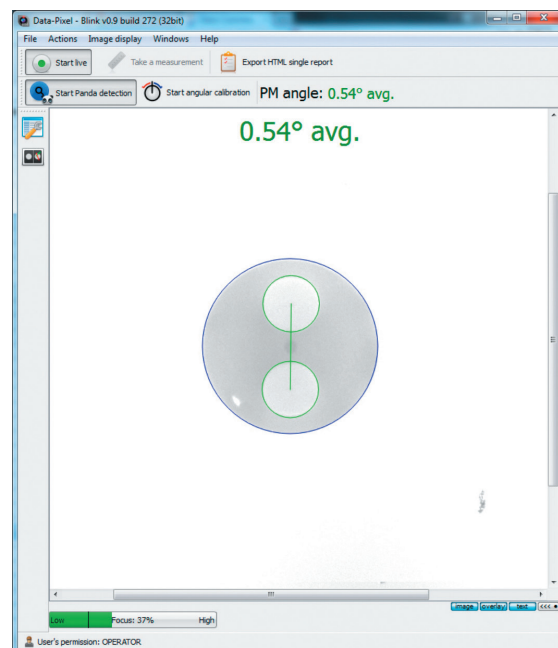 Data-Pixel - Blink v0.9 build 272 (32bit)
File Actions Image display Windows Help
Start live Take a measurement Export HTML single report
Start Panda detection Start angular calibration PM angle: 0.54° avg.
0.54° avg.
image overlay text <<<
Low Focus: 37% High
User's permission: OPERATOR